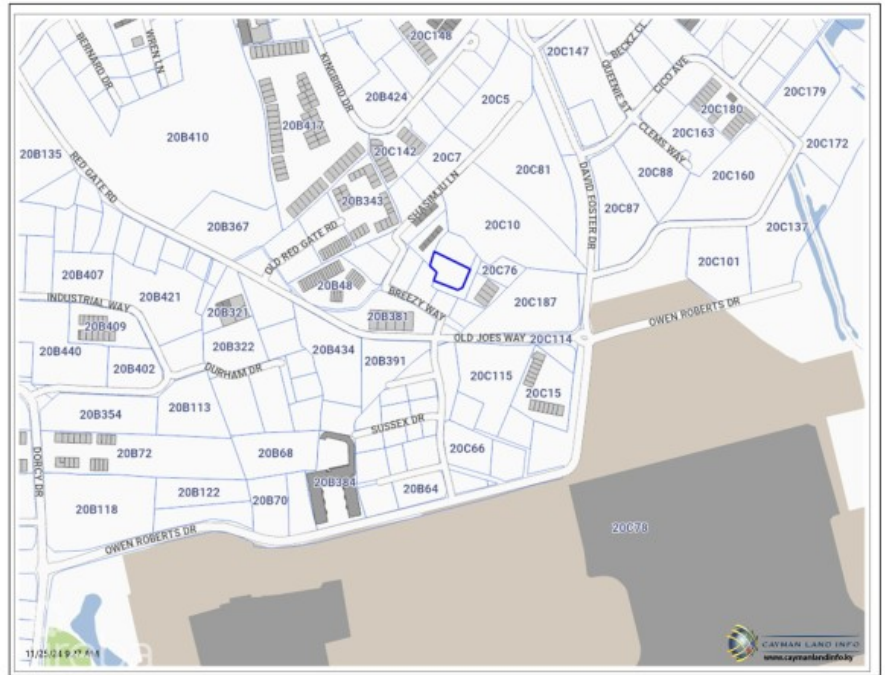 BERNARD DR
WREN LN
KINGBIRD DR
20C148
20C147
BECKZ CL
QUEENIE ST
CICO AVE
20B424
20C5
20C180
20C179
20B417
20B410
20C142
20C7
20C163
CLEMS WAY
20C172
20B135
RED GATE RD
20B343
SHASIMJU LN
20C81
DAVID FOSTER DR
20C88
20C160
20C87
20B367
OLD RED GATE RD
20C10
20C137
20B407
20B48
20C76
20C101
INDUSTRIAL WAY
20B421
BREEZY WAY
20C187
20B409
20B321
20B381
OWEN ROBERTS DR
20B440
20B322
20B434
OLD JOES WAY
20C114
20B402
DURHAM DR
20B391
20C115
20C15
20B354
20B113
SUSSEX DR
DORCY DR
20B72
20B68
20C66
20B384
20B122
20B70
20B64
20B118
OWEN ROBERTS DR
20C78
CAYMAN LAND INFO
www.caymanlandinfo.ky